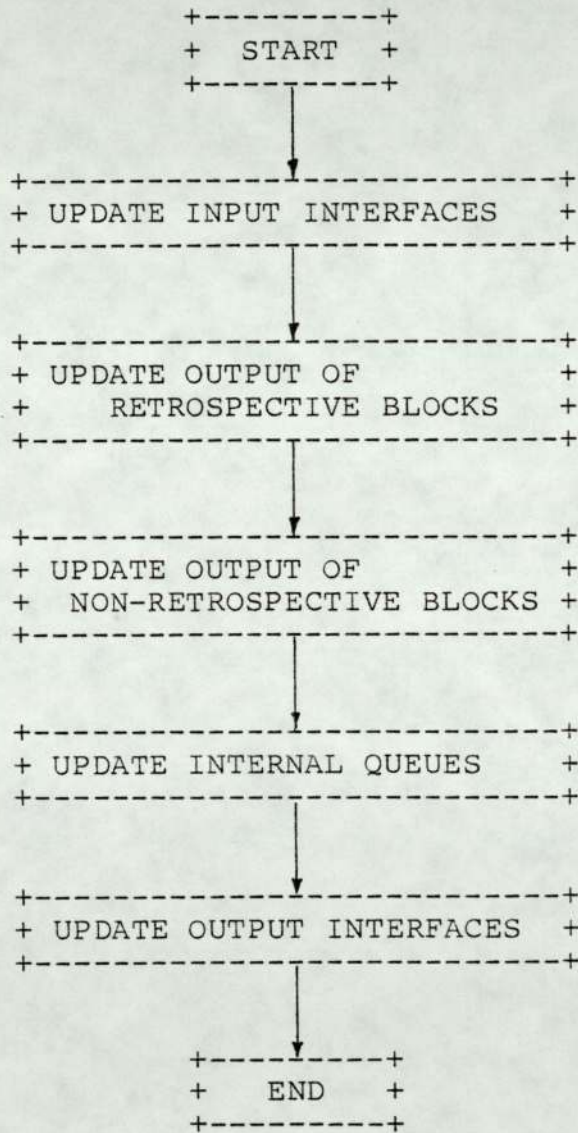 +---------+
+ START +
+---------+
+---------------------------+
+ UPDATE INPUT INTERFACES +
+---------------------------+
+---------------------------+
+ UPDATE OUTPUT OF +
+ RETROSPECTIVE BLOCKS +
+---------------------------+
+---------------------------+
+ UPDATE OUTPUT OF +
+ NON-RETROSPECTIVE BLOCKS +
+---------------------------+
+---------------------------+
+ UPDATE INTERNAL QUEUES +
+---------------------------+
+---------------------------+
+ UPDATE OUTPUT INTERFACES +
+---------------------------+
+---------+
+ END +
+---------+